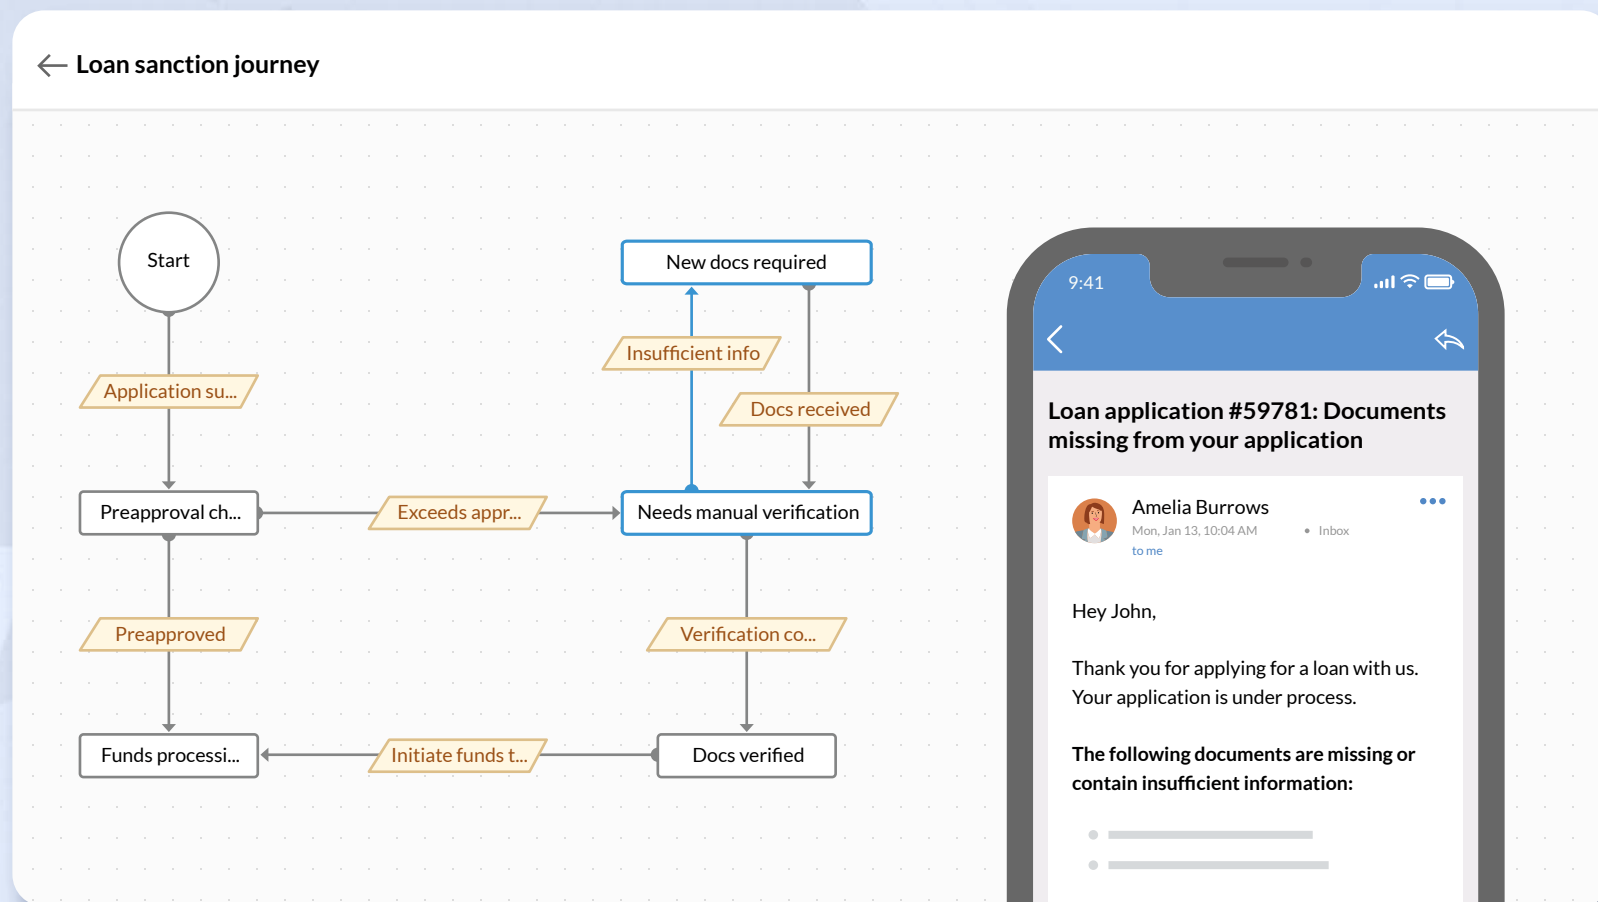 Loan sanction journey
Start
New docs required
Insufficient info
Application su...
Docs received
Preapproval ch...
Exceeds appr...
Needs manual verification
Preapproved
Verification co...
Funds processi...
Initiate funds t...
Docs verified
9:41
Loan application #59781: Documents
missing from your application
Amelia Burrows
Mon, Jan 13, 10:04 AM
• Inbox
to me
Hey John,
Thank you for applying for a loan with us.
Your application is under process.
The following documents are missing or
contain insufficient information: